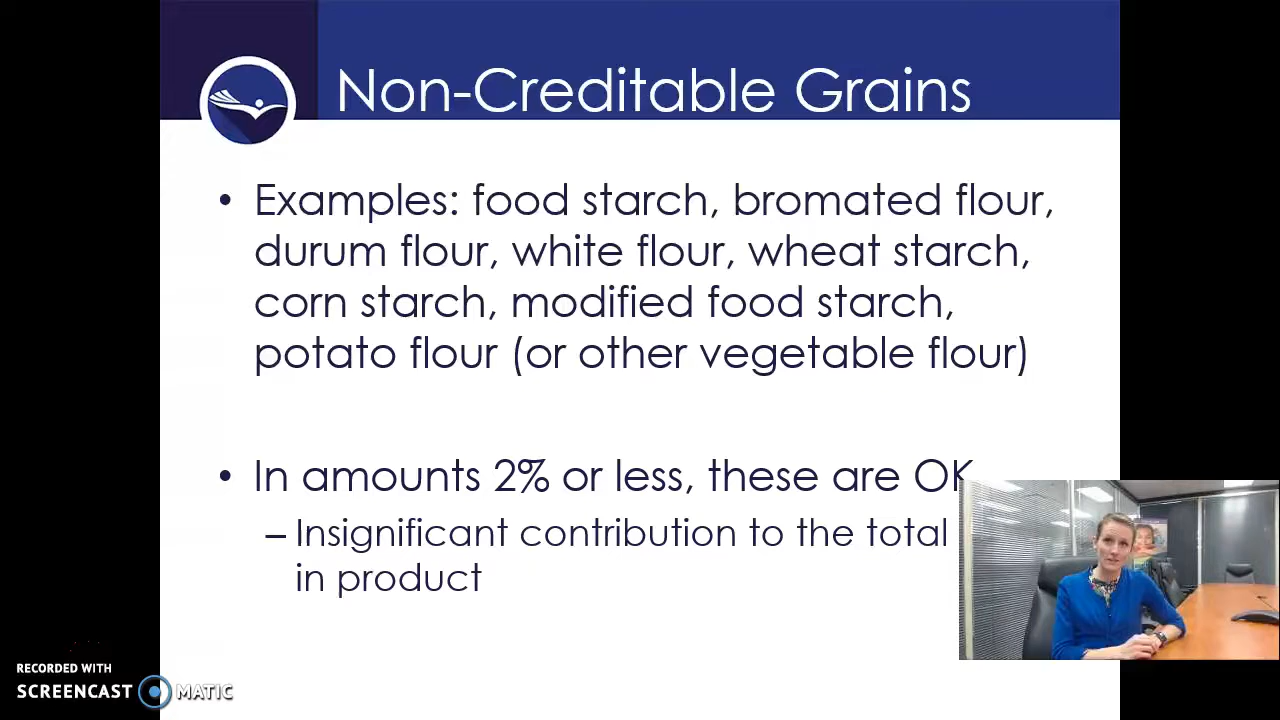 Non-Creditable Grains
• Examples: food starch, bromated flour,
durum flour, white flour, wheat starch,
corn starch, modified food starch,
potato flour (or other vegetable flour)
• In amounts 2% or less, these are OK
– Insignificant contribution to the total
in product
RECORDED WITH
SCREENCAST MATIC